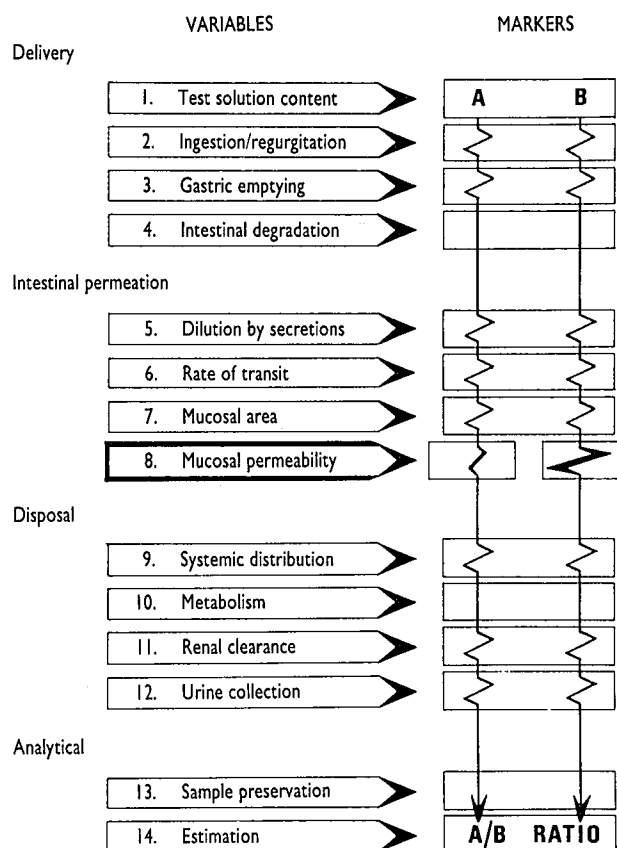 VARIABLES MARKERS
Delivery
1. Test solution content A B
2. Ingestion/regurgitation
3. Gastric emptying
4. Intestinal degradation
Intestinal permeation
5. Dilution by secretions
6. Rate of transit
7. Mucosal area
8. Mucosal permeability
Disposal
9. Systemic distribution
10. Metabolism
11. Renal clearance
12. Urine collection
Analytical
13. Sample preservation
14. Estimation A/B RATIO